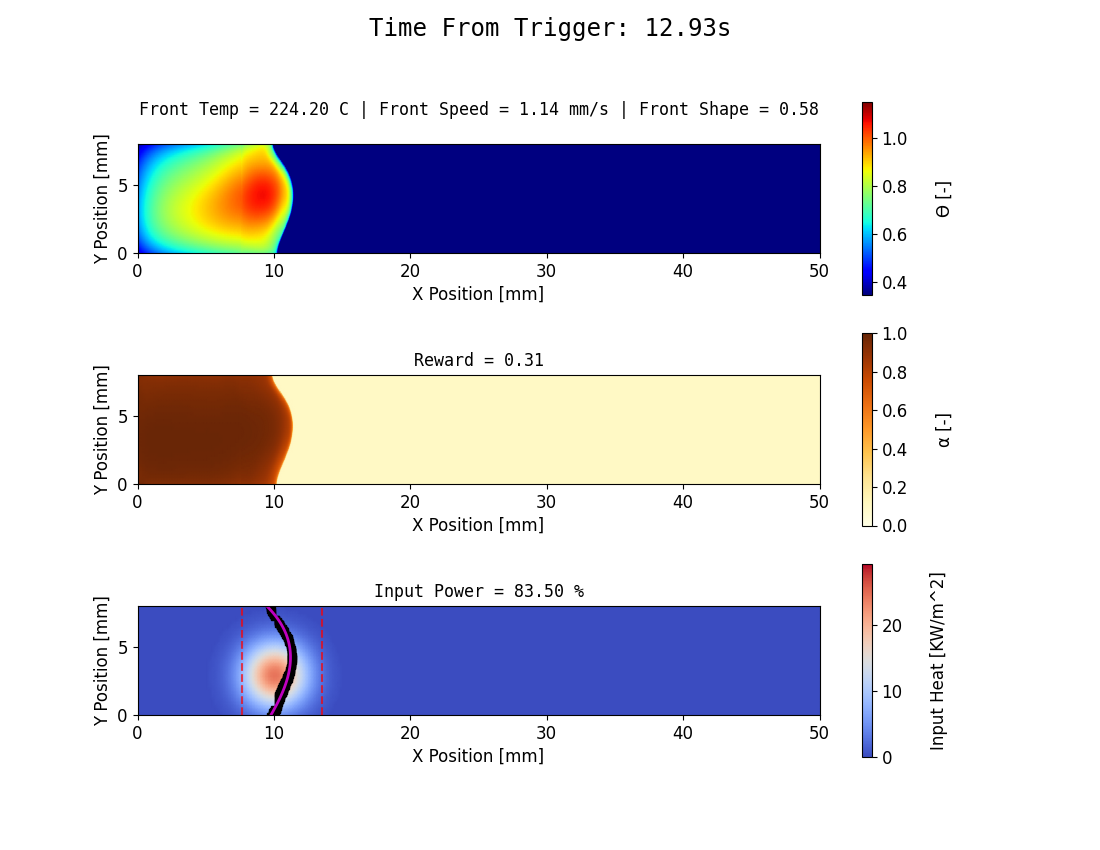 Time From Trigger: 12.93s
Front Temp = 224.20 C | Front Speed = 1.14 mm/s | Front Shape = 0.58
Y Position [mm]
5
0
0 10 20 30 40 50
X Position [mm]
1.0
0.8
0.6
0.4
Θ [-]
Reward = 0.31
Y Position [mm]
5
0
0 10 20 30 40 50
X Position [mm]
1.0
0.8
0.6
0.4
0.2
0.0
α [-]
Input Power = 83.50 %
Y Position [mm]
5
0
0 10 20 30 40 50
X Position [mm]
20
10
0
Input Heat [KW/m^2]